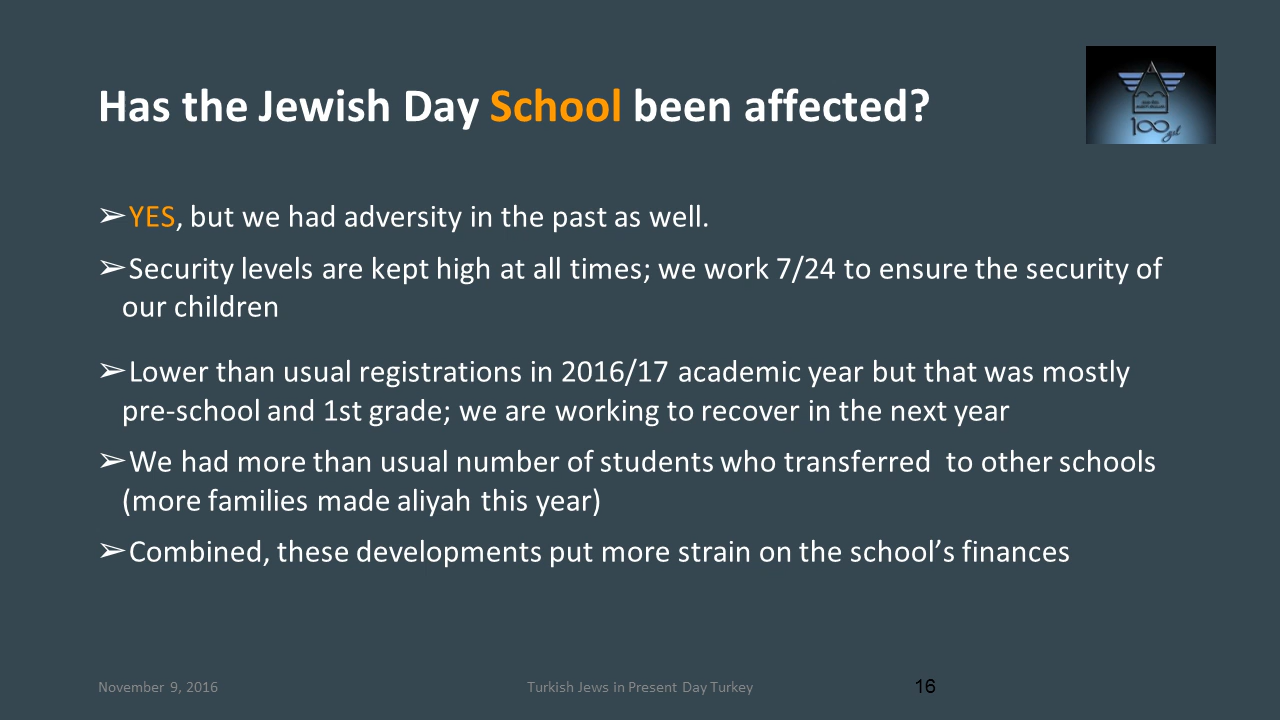 Has the Jewish Day School been affected?
100
➢YES, but we had adversity in the past as well.
➢Security levels are kept high at all times; we work 7/24 to ensure the security of
our children
➢Lower than usual registrations in 2016/17 academic year but that was mostly
pre-school and 1st grade; we are working to recover in the next year
➢We had more than usual number of students who transferred  to other schools
(more families made aliyah this year)
➢Combined, these developments put more strain on the school’s finances
November 9, 2016
Turkish Jews in Present Day Turkey
16